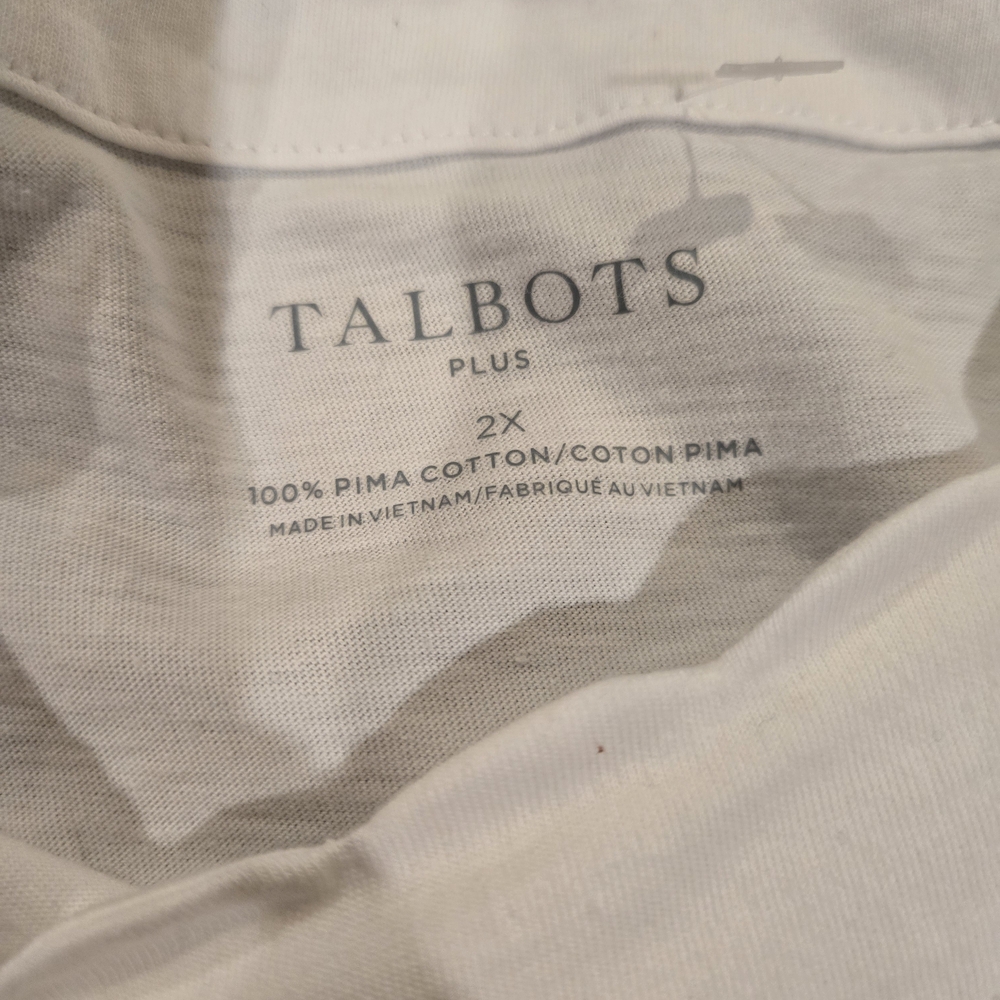 TALBOTS
PLUS
2X
100% PIMA COTTON/COTON PIMA
MADE IN VIETNAM/FABRIQUÉ AU VIETNAM